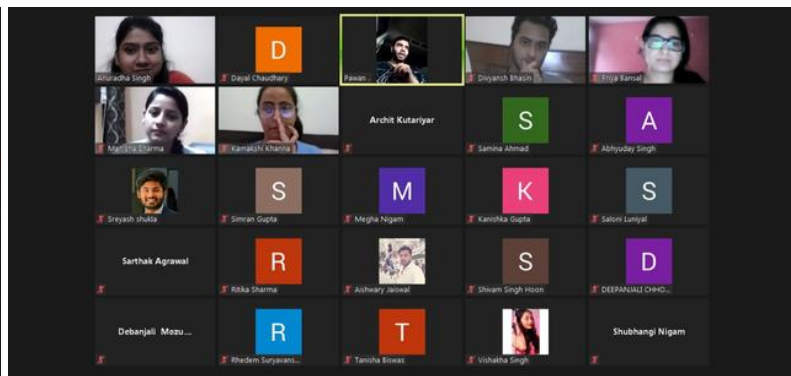 Anuradha Singh
D
Dayal Chaudhary
Pawan .
Divyansh Bhasin
Priya Bansal
Manisha Sharma
Kamakshi Khanna
Archit Kutariyar
S
Samina Ahmad
A
Abhyuday Singh
Sreyash shukla
S
Simran Gupta
M
Megha Nigam
K
Kanishka Gupta
S
Saloni Luniyal
Sarthak Agrawal
R
Ritika Sharma
Aishwary Jaiswal
S
Shivam Singh Hoon
D
DEEPANJALI CHHO...
Debanjali Mozu...
R
Rhedem Suryavans...
T
Tanisha Biswas
Vishakha Singh
Shubhangi Nigam